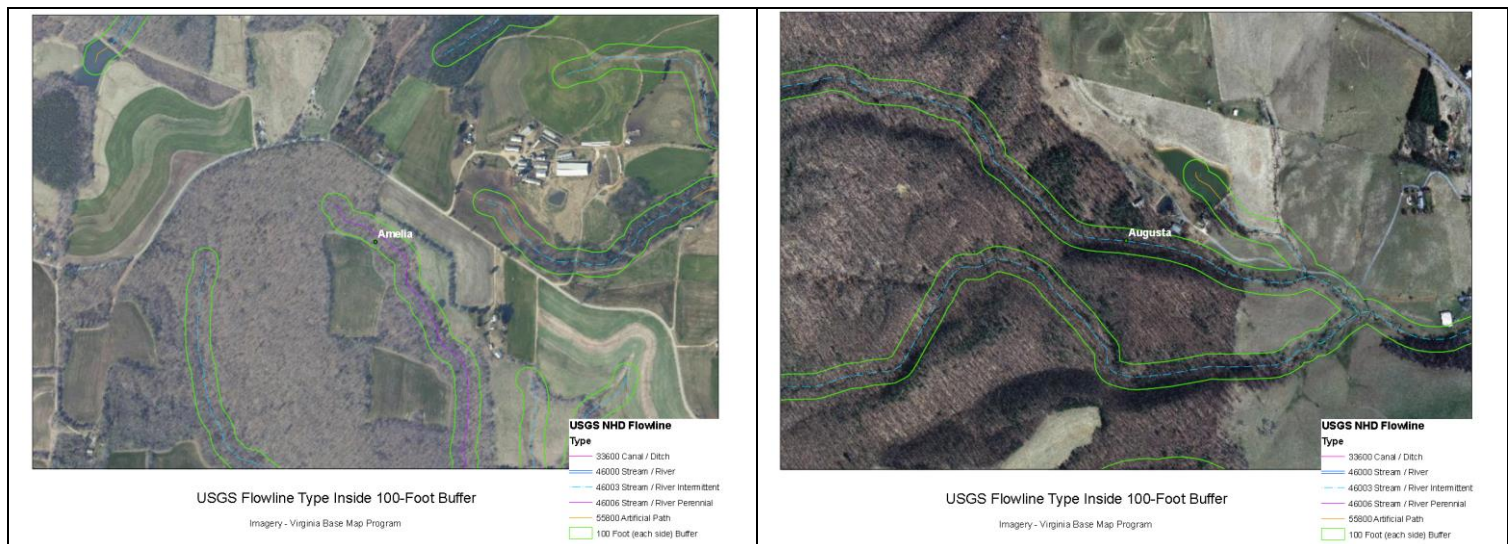 Amelia
USGS NHD Flowline
Type
33600 Canal / Ditch
46000 Stream / River
46003 Stream / River Intermittent
46006 Stream / River Perennial
55800 Artificial Path
100 Foot (each side) Buffer
USGS Flowline Type Inside 100-Foot Buffer
Imagery - Virginia Base Map Program
Augusta
USGS NHD Flowline
Type
33600 Canal / Ditch
46000 Stream / River
46003 Stream / River Intermittent
46006 Stream / River Perennial
55800 Artificial Path
100 Foot (each side) Buffer
USGS Flowline Type Inside 100-Foot Buffer
Imagery - Virginia Base Map Program